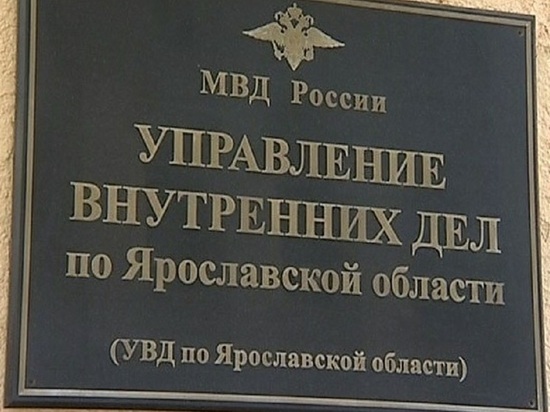 МВД России
УПРАВЛЕНИЕ
ВНУТРЕННИХ ДЕЛ
по Ярославской области
(УВД по Ярославской области)